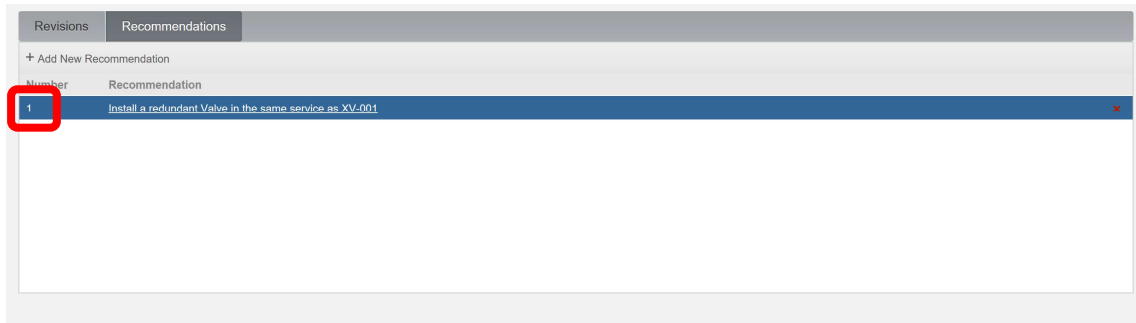 Revisions Recommendations
+ Add New Recommendation
Number Recommendation
1 Install a redundant Valve in the same service as XV-001